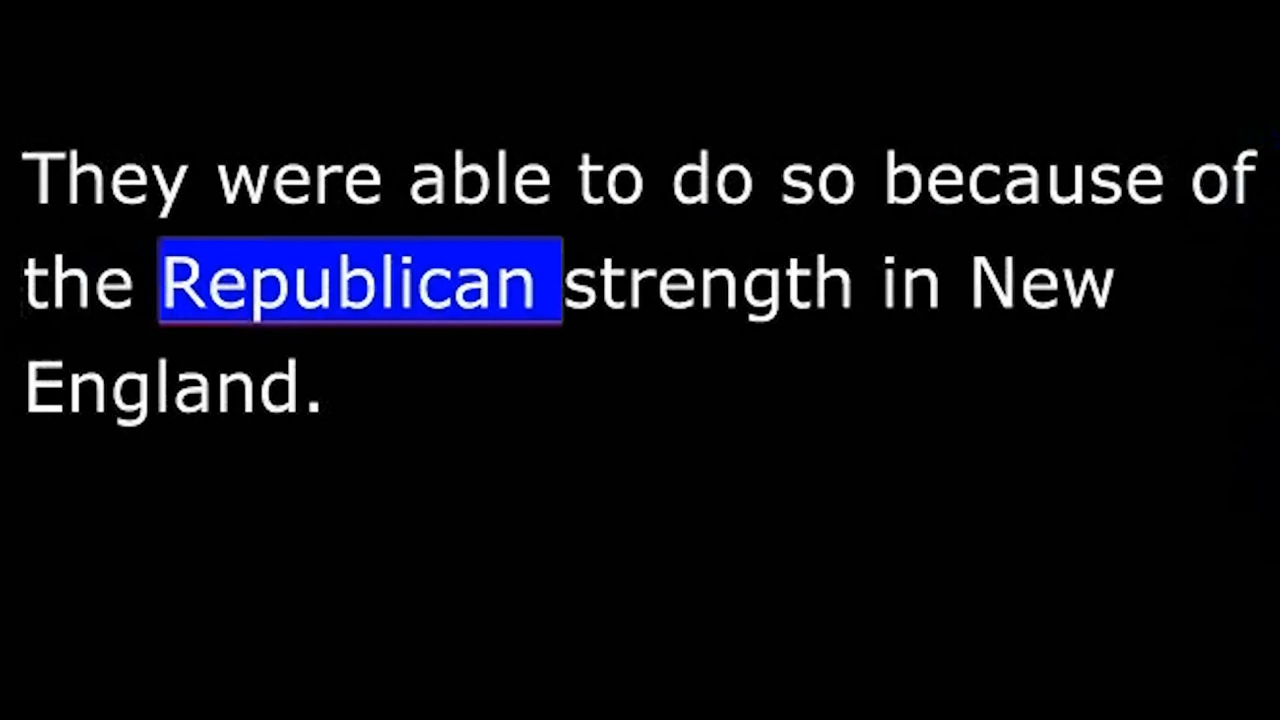 They were able to do so because of
the Republican strength in New
England.